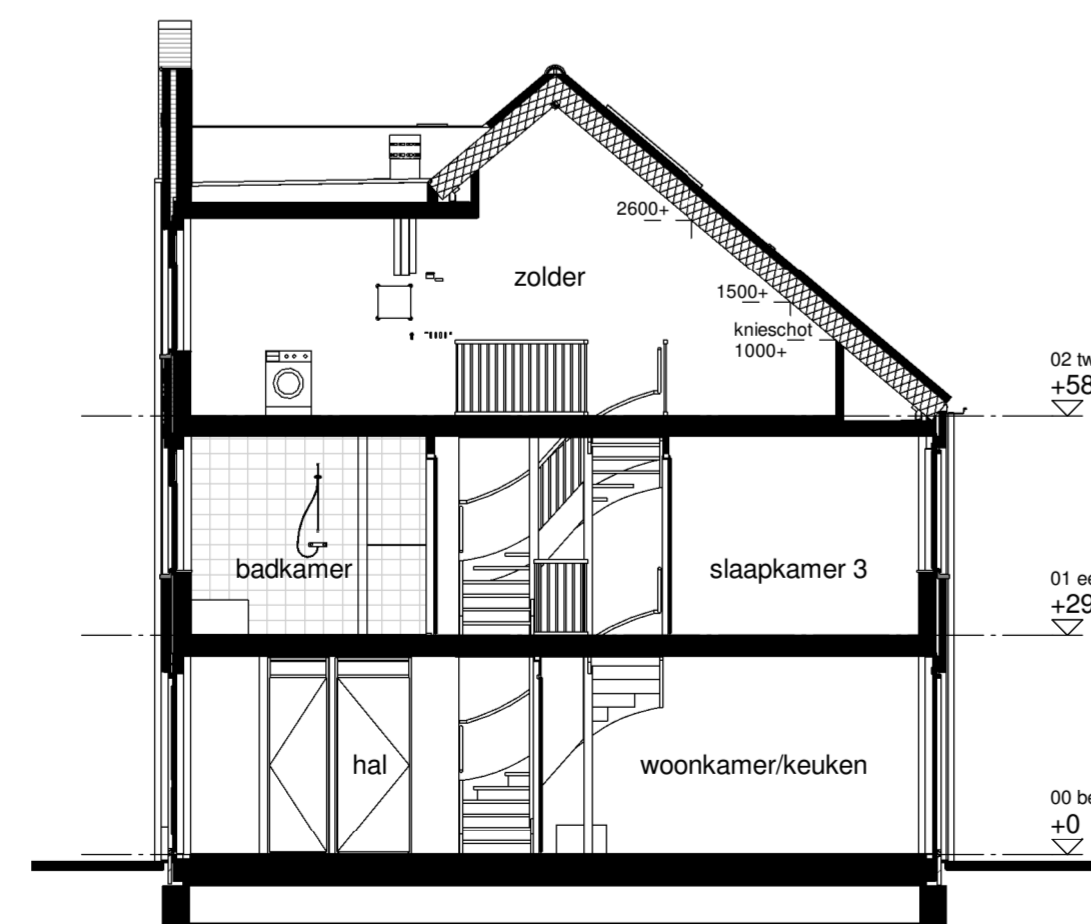 2600+
zolder
1500+
knieschot
1000+
02 tw
+58
badkamer
slaapkamer 3
01 ee
+29
hal
woonkamer/keuken
00 be
+0